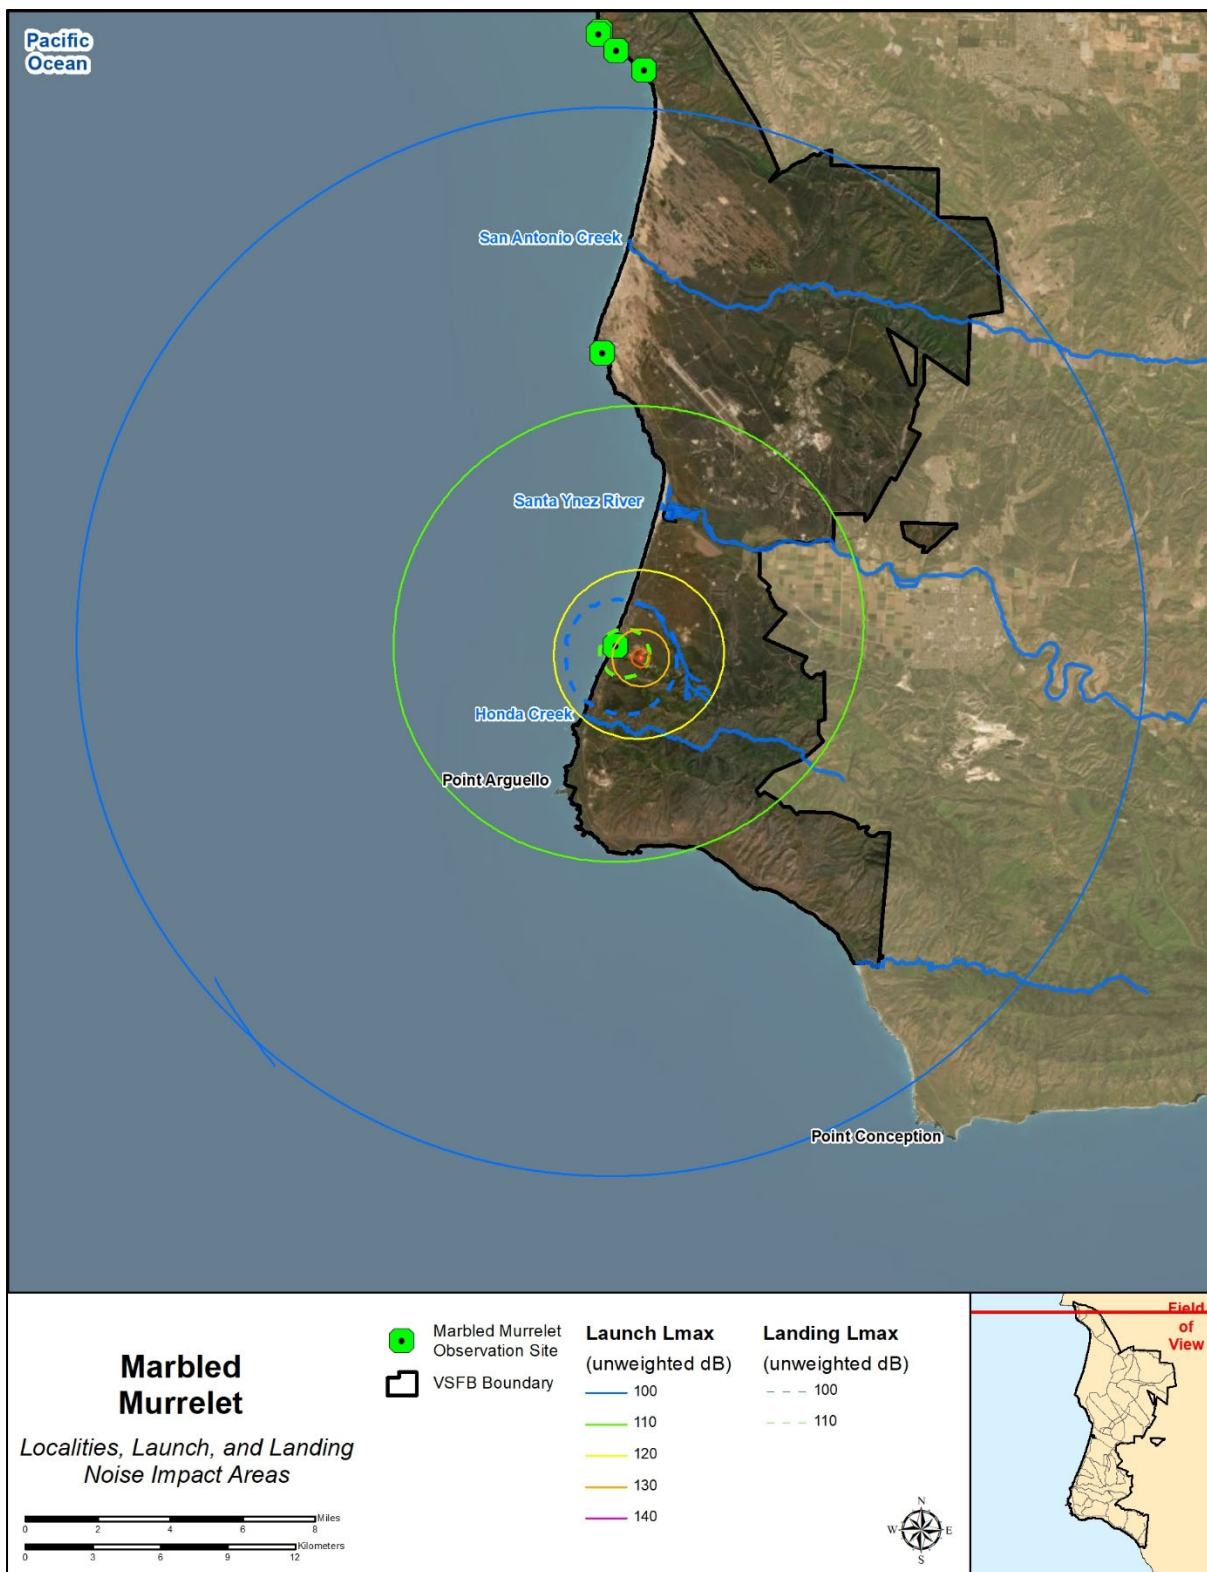 Pacific
Ocean
San Antonio Creek
Santa Ynez River
Honda Creek
Point Arguello
Point Conception
Marbled
Murrelet
Localities, Launch, and Landing
Noise Impact Areas
0 2 4 6 8 Miles
0 3 6 9 12 Kilometers
Marbled Murrelet
Observation Site
VSFB Boundary
Launch Lmax
(unweighted dB)
100
110
120
130
140
Landing Lmax
(unweighted dB)
100
110
N
W E
S
Field
of
View